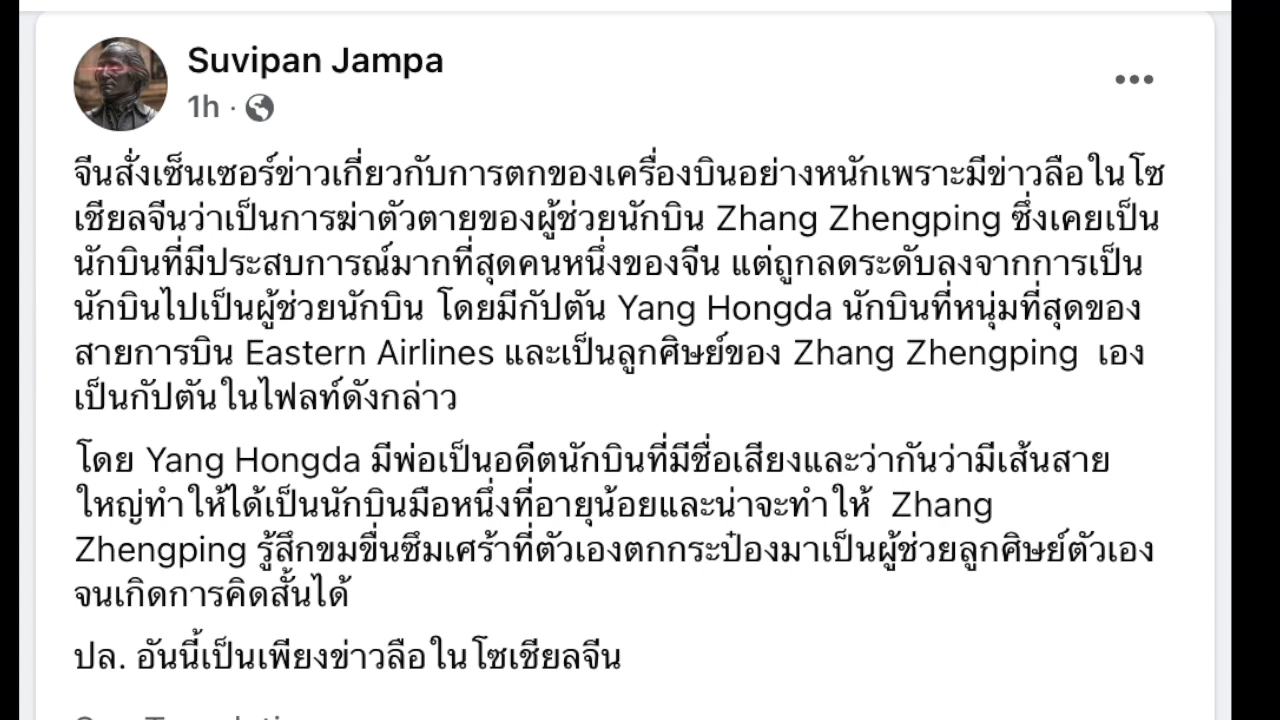 Suvipan Jampa
1h ·
จีนสั่งเซ็นเซอร์ข่าวเกี่ยวกับการตกของเครื่องบินอย่างหนักเพราะมีข่าวลือในโซ
เชียลจีนว่าเป็นการฆ่าตัวตายของผู้ช่วยนักบิน Zhang Zhengping ซึ่งเคยเป็น
นักบินที่มีประสบการณ์มากที่สุดคนหนึ่งของจีน แต่ถูกลดระดับลงจากการเป็น
นักบินไปเป็นผู้ช่วยนักบิน โดยมีกัปตัน Yang Hongda นักบินที่หนุ่มที่สุดของ
สายการบิน Eastern Airlines และเป็นลูกศิษย์ของ Zhang Zhengping เอง
เป็นกัปตันในไฟลท์ดังกล่าว
โดย Yang Hongda มีพ่อเป็นอดีตนักบินที่มีชื่อเสียงและว่ากันว่ามีเส้นสาย
ใหญ่ทำให้ได้เป็นนักบินมือหนึ่งที่อายุน้อยและน่าจะทำให้ Zhang
Zhengping รู้สึกขมขื่นซึมเศร้าที่ตัวเองตกกระป๋องมาเป็นผู้ช่วยลูกศิษย์ตัวเอง
จนเกิดการคิดสั้นได้
ปล. อันนี้เป็นเพียงข่าวลือในโซเชียลจีน